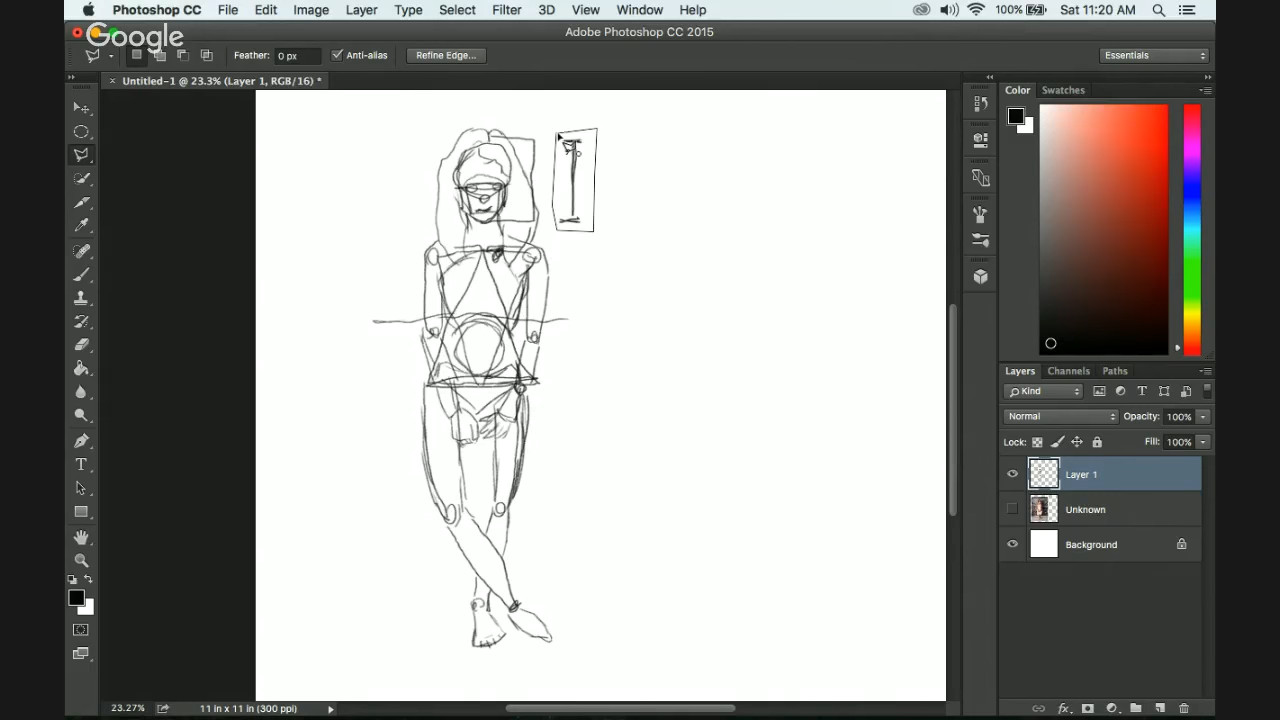 Photoshop CC File Edit Image Layer Type Select Filter 3D View Window Help 100% Sat 11:20 AM
Google
Adobe Photoshop CC 2015
Feather: 0 px Anti-alias Refine Edge... Essentials
× Untitled-1 @ 23.3% (Layer 1, RGB/16) *
Color Swatches
Layers Channels Paths
Kind
Normal Opacity: 100%
Lock: Fill: 100%
Layer 1
Unknown
Background
23.27% 11 in x 11 in (300 ppi)